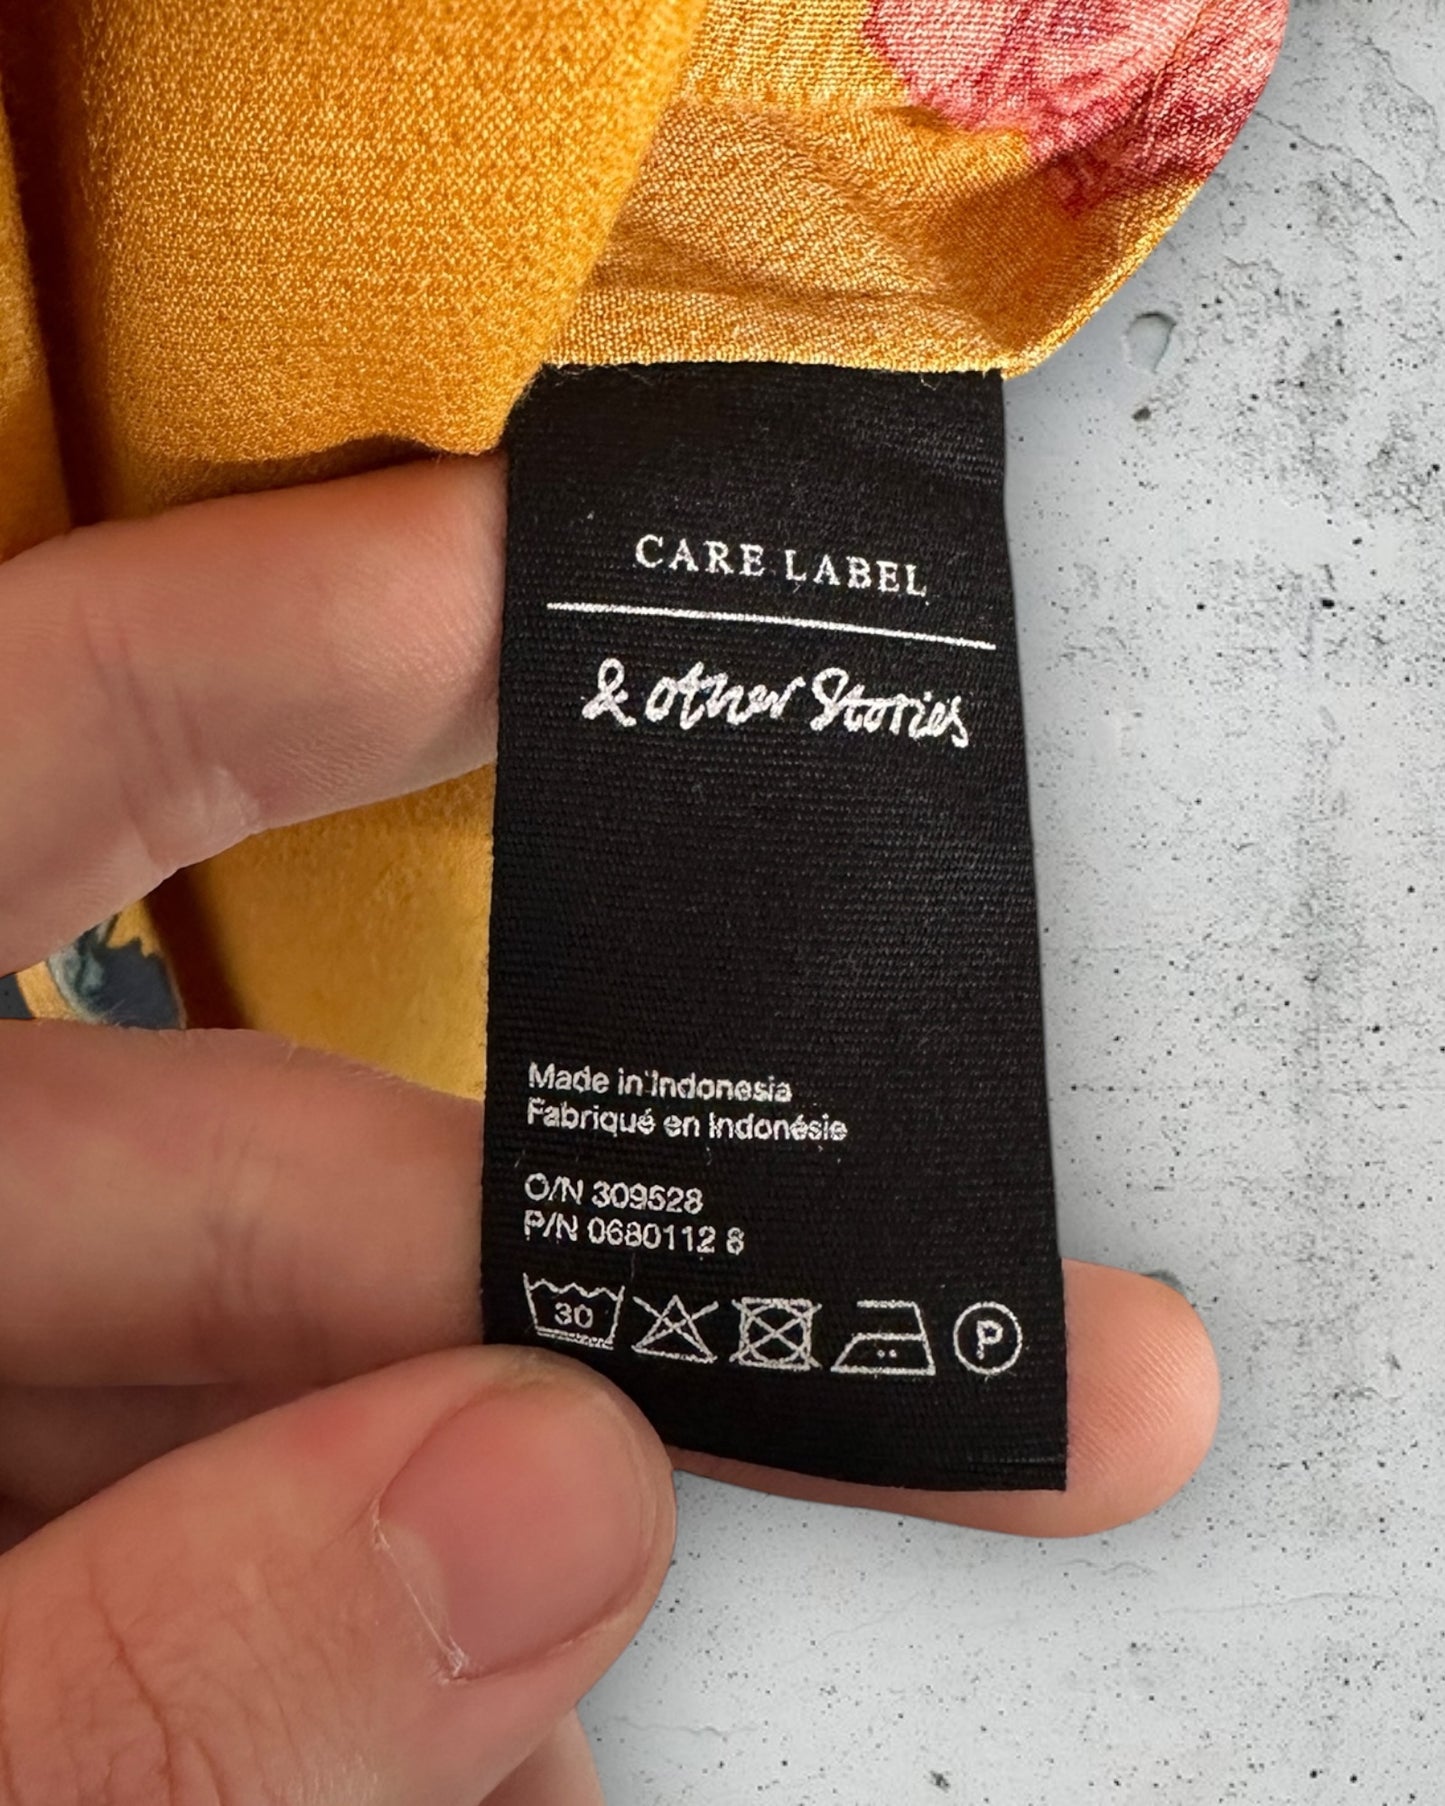 CARE LABEL
& other Stories
Made in Indonesia
Fabriqué en Indonésie
O/N 309528
P/N 0680112 8
30 P